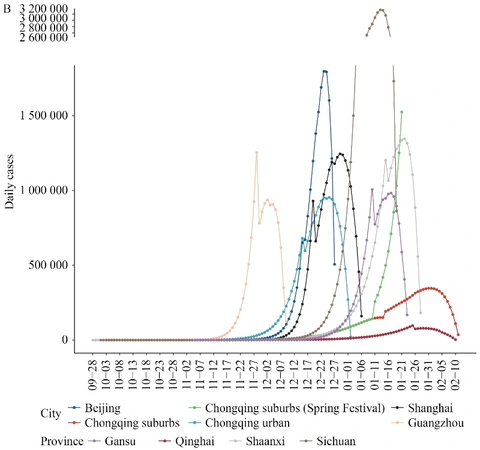 B
3 200 000
3 000 000
2 800 000
2 600 000
1 500 000
1 000 000
500 000
0
Daily cases
09−28
10−03
10−08
10−13
10−18
10−23
10−28
11−02
11−07
11−12
11−17
11−22
11−27
12−02
12−07
12−12
12−17
12−22
12−27
01−01
01−06
01−11
01−16
01−21
01−26
01−31
02−05
02−10
City Beijing Chongqing suburbs (Spring Festival) Shanghai
Chongqing suburbs Chongqing urban Guangzhou
Province Gansu Qinghai Shaanxi Sichuan